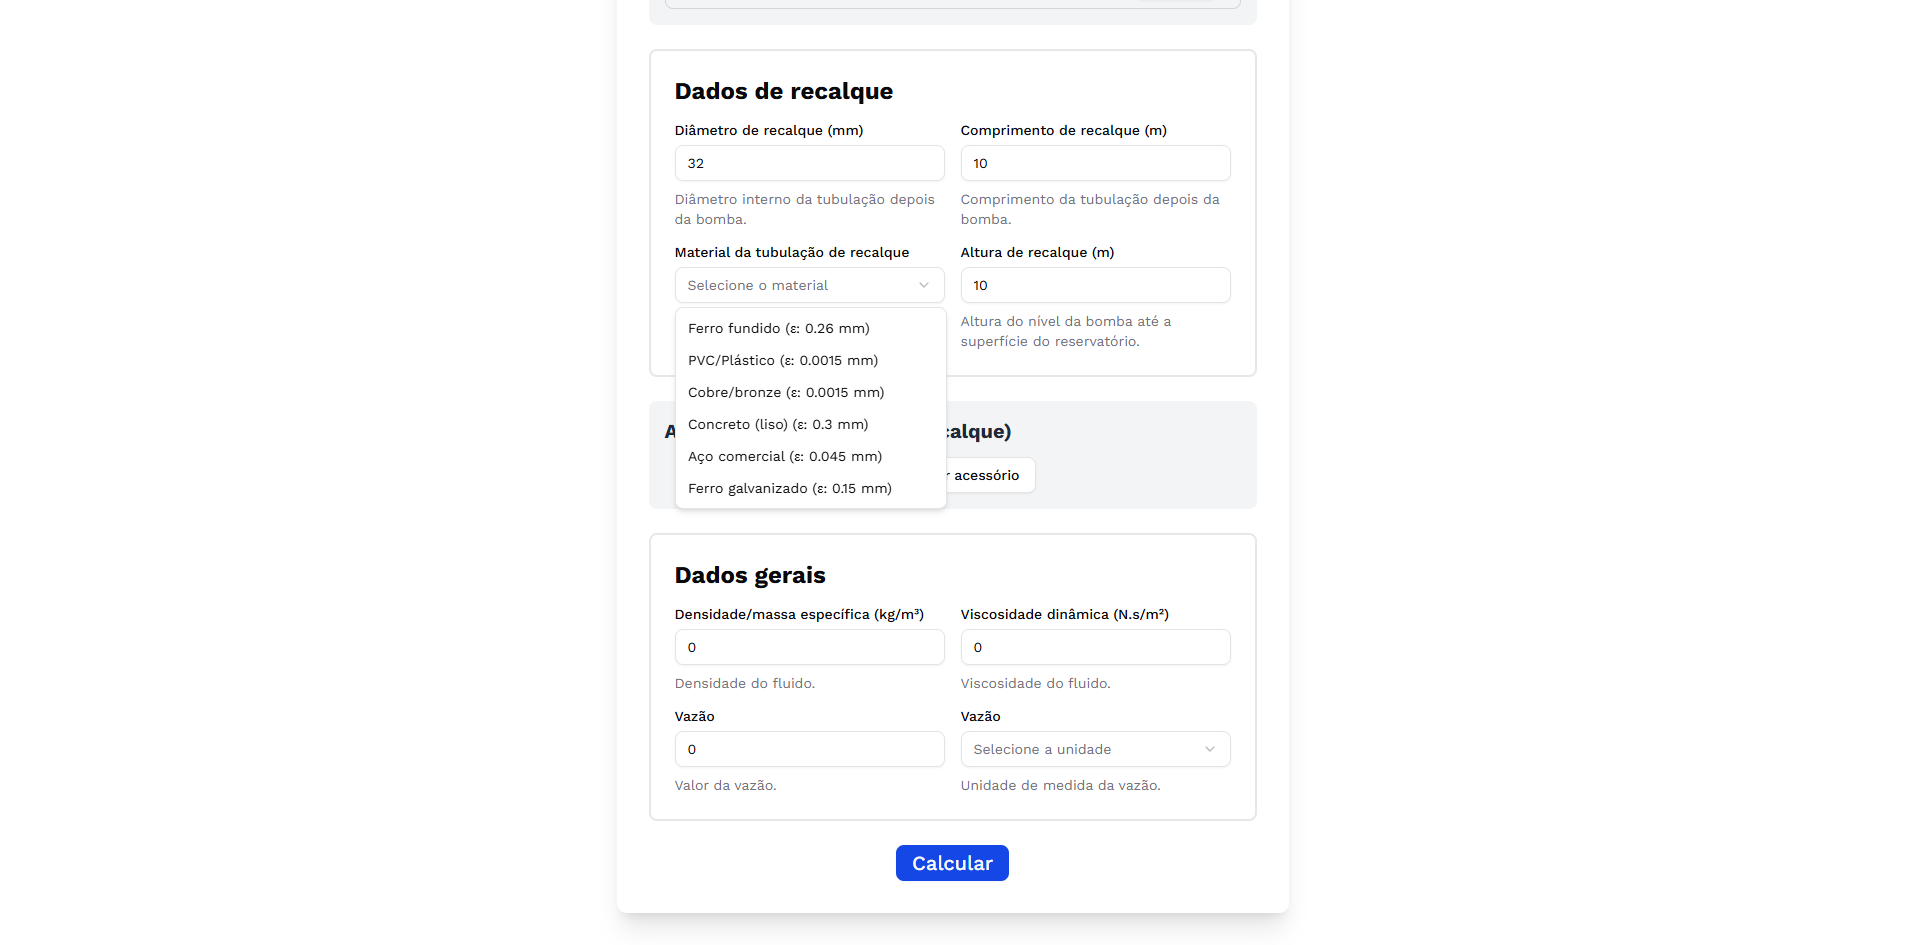 Dados de recalque
Diâmetro de recalque (mm)
Comprimento de recalque (m)
32
10
Diâmetro interno da tubulação depois
da bomba.
Comprimento da tubulação depois da
bomba.
Material da tubulação de recalque
Altura de recalque (m)
Selecione o material
10
Ferro fundido (ε: 0.26 mm)
PVC/Plástico (ε: 0.0015 mm)
Cobre/bronze (ε: 0.0015 mm)
Concreto (liso) (ε: 0.3 mm)
Aço comercial (ε: 0.045 mm)
Ferro galvanizado (ε: 0.15 mm)
Altura do nível da bomba até a
superfície do reservatório.
alque)
acessório
Dados gerais
Densidade/massa específica (kg/m³)
Viscosidade dinâmica (N.s/m²)
0
0
Densidade do fluido.
Viscosidade do fluido.
Vazão
Vazão
0
Selecione a unidade
Valor da vazão.
Unidade de medida da vazão.
Calcular